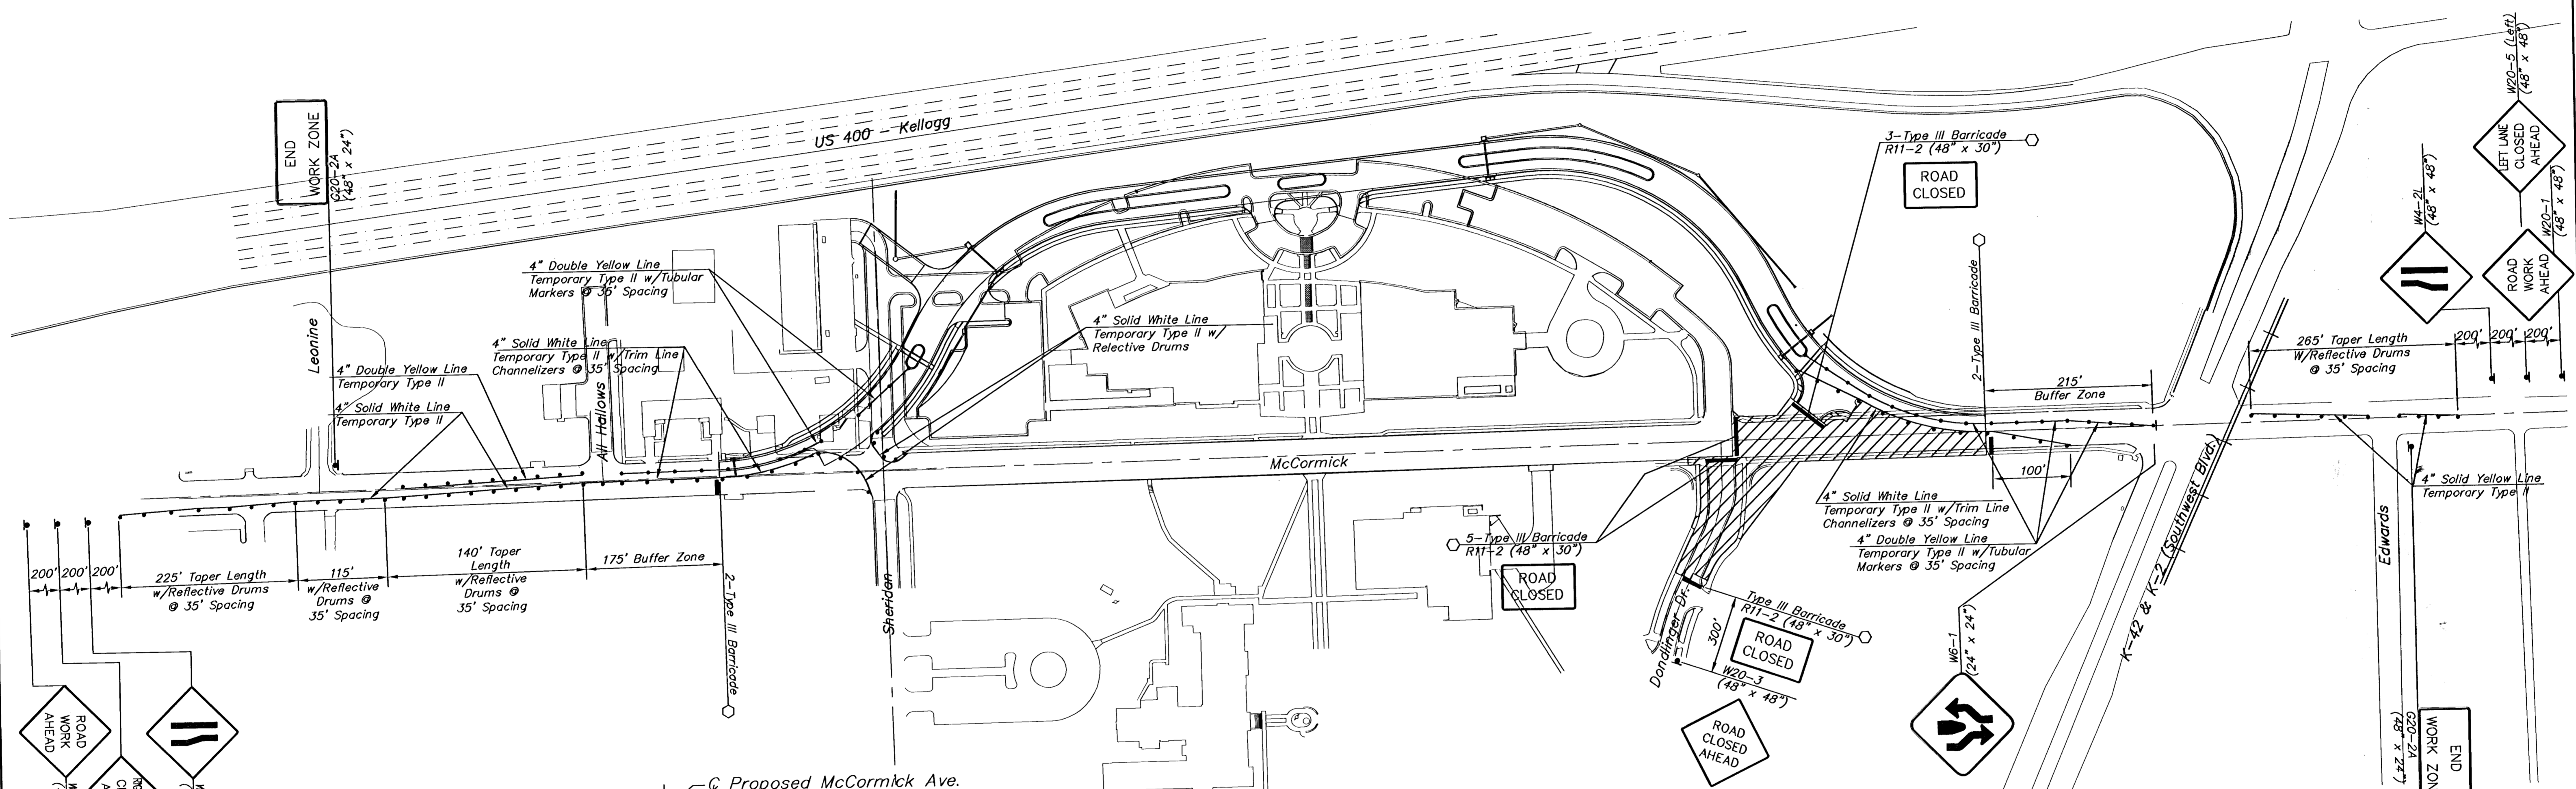 END
WORK ZONE
G20-2A
(48" x 24")
US 400 - Kellogg
3-Type III Barricade
R11-2 (48" x 30")
ROAD
CLOSED
W20-5 (Left)
(48" x 48")
LEFT LANE
CLOSED
AHEAD
W4-2L
(48" x 48")
W20-1
(48" x 48")
ROAD
WORK
AHEAD
4" Double Yellow Line
Temporary Type II w/Tubular
Markers @ 35' Spacing
4" Solid White Line
Temporary Type II w/
Relective Drums
Leonine
4" Solid White Line
Temporary Type II w/Trim Line
Channelizers @ 35' Spacing
4" Double Yellow Line
Temporary Type II
4" Solid White Line
Temporary Type II
All Hallows
2-Type III Barricade
215'
Buffer Zone
265' Taper Length
W/Reflective Drums
@ 35' Spacing
200'
200'
200'
McCormick
100'
4" Solid White Line
Temporary Type II w/Trim Line
Channelizers @ 35' Spacing
4" Double Yellow Line
Temporary Type II w/Tubular
Markers @ 35' Spacing
4" Solid Yellow Line
Temporary Type II
Edwards
K-42 & K-2 (Southwest Blvd.)
5-Type III Barricade
R11-2 (48" x 30")
ROAD
CLOSED
200'
200'
200'
225' Taper Length
w/Reflective Drums
@ 35' Spacing
115'
w/Reflective
Drums @
35' Spacing
140' Taper
Length
w/Reflective
Drums @
35' Spacing
175' Buffer Zone
2-Type III Barricade
Sheridan
Dondlinger Dr.
300'
Type III Barricade
R11-2 (48" x 30")
ROAD
CLOSED
W20-3
(48" x 48")
ROAD
CLOSED
AHEAD
W6-1
(24" x 24")
G20-2A
(48" x 24")
END
WORK ZON
ROAD
WORK
AHEAD
℄ Proposed McCormick Ave.